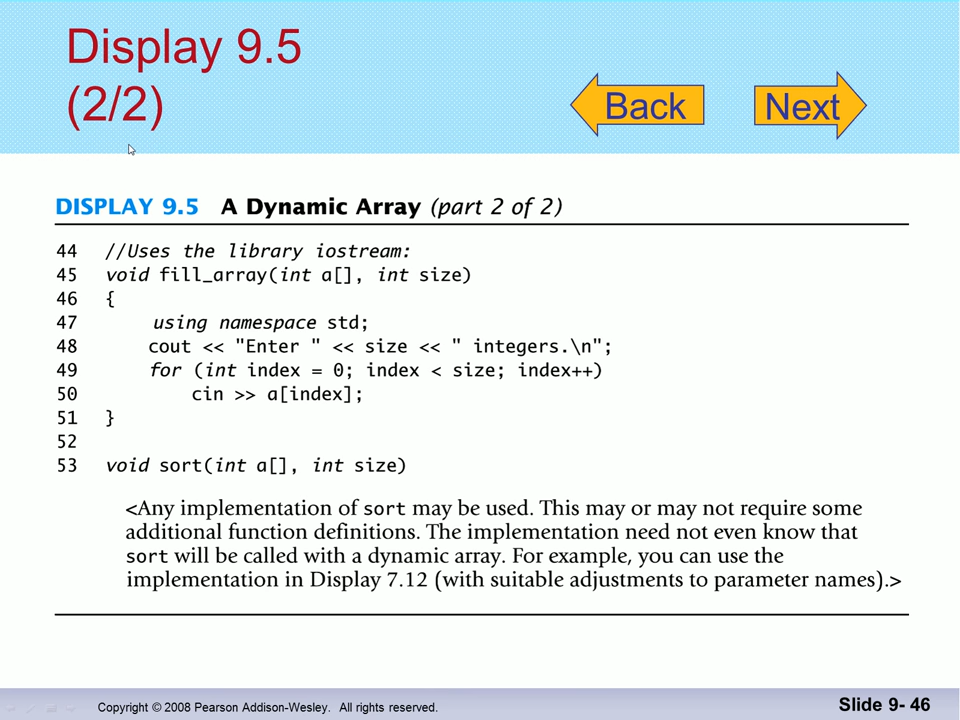 Display 9.5
(2/2)
Back
Next
DISPLAY 9.5 A Dynamic Array (part 2 of 2)
44 //Uses the library iostream:
45 void fill_array(int a[], int size)
46 {
47 using namespace std;
48 cout << "Enter " << size << " integers.\n";
49 for (int index = 0; index < size; index++)
50 cin >> a[index];
51 }
52
53 void sort(int a[], int size)
<Any implementation of sort may be used. This may or may not require some
additional function definitions. The implementation need not even know that
sort will be called with a dynamic array. For example, you can use the
implementation in Display 7.12 (with suitable adjustments to parameter names).>
Copyright © 2008 Pearson Addison-Wesley. All rights reserved.
Slide 9- 46